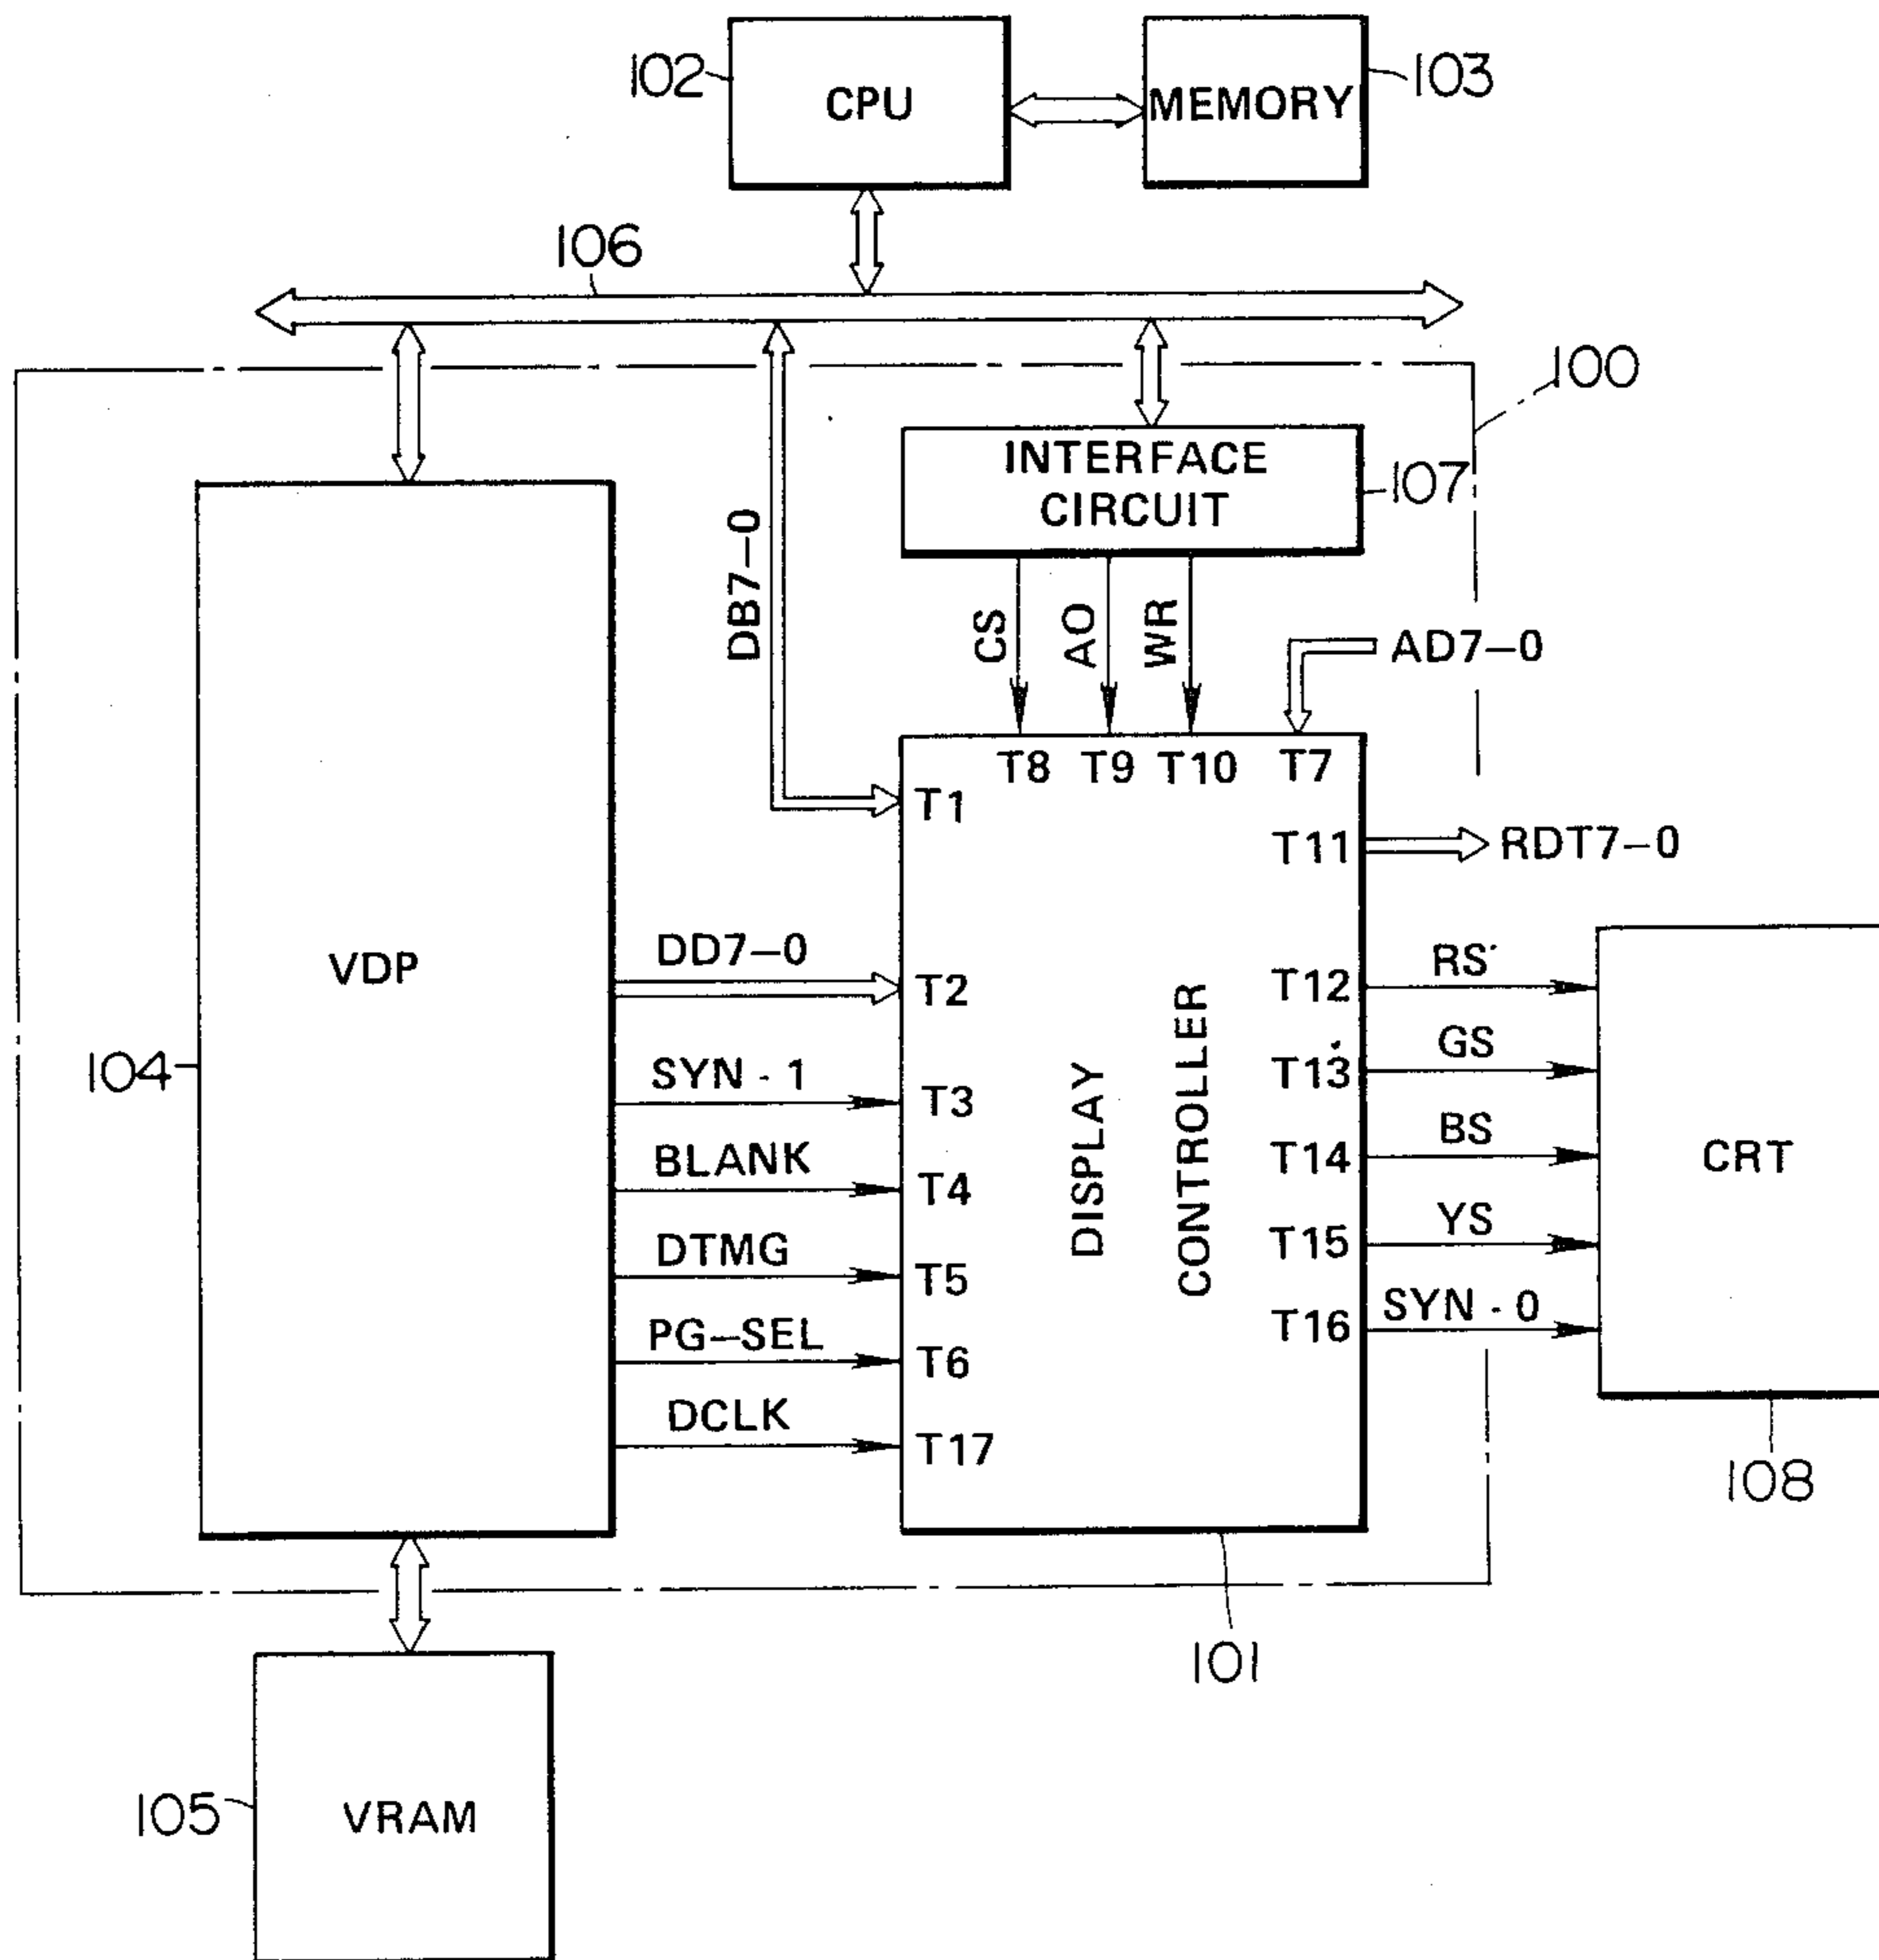 102
CPU
MEMORY
103
106
100
INTERFACE
CIRCUIT
107
DB7-0
CS
AO
WR
AD7-0
T8
T9
T10
T7
T1
T11
RDT7-0
VDP
DD7-0
T2
T12
RS
104
SYN-1
T3
DISPLAY
CONTROLLER
T13
GS
BLANK
T4
T14
BS
CRT
DTMG
T5
T15
YS
PG-SEL
T6
T16
SYN-0
DCLK
T17
108
101
105
VRAM